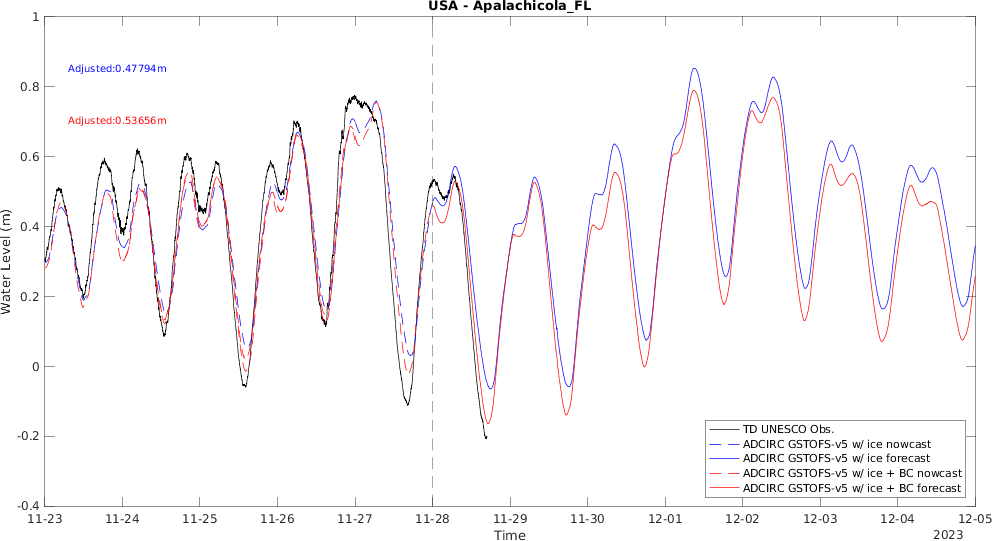 USA - Apalachicola_FL
1
0.8
0.6
0.4
0.2
0
-0.2
-0.4
Water Level (m)
Adjusted:0.47794m
Adjusted:0.53656m
TD UNESCO Obs.
ADCIRC GSTOFS-v5 w/ ice nowcast
ADCIRC GSTOFS-v5 w/ ice forecast
ADCIRC GSTOFS-v5 w/ ice + BC nowcast
ADCIRC GSTOFS-v5 w/ ice + BC forecast
11-23 11-24 11-25 11-26 11-27 11-28 11-29 11-30 12-01 12-02 12-03 12-04 12-05
Time
2023